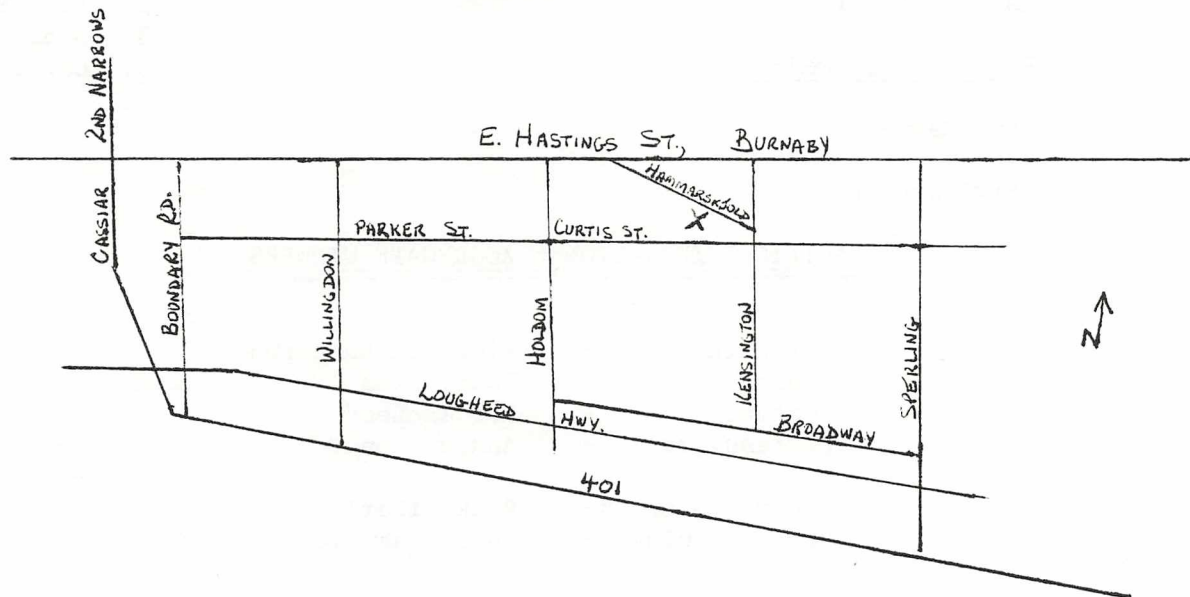 2ND NARROWS
CASSIAR
E. HASTINGS ST., BURNABY
HAMMARSKJOLD
X
BOUNDARY RD.
PARKER ST.
CURTIS ST.
WILLINGDON
HOLDOM
KENSINGTON
SPERLING
N
LOUGHEED HWY.
BROADWAY
401